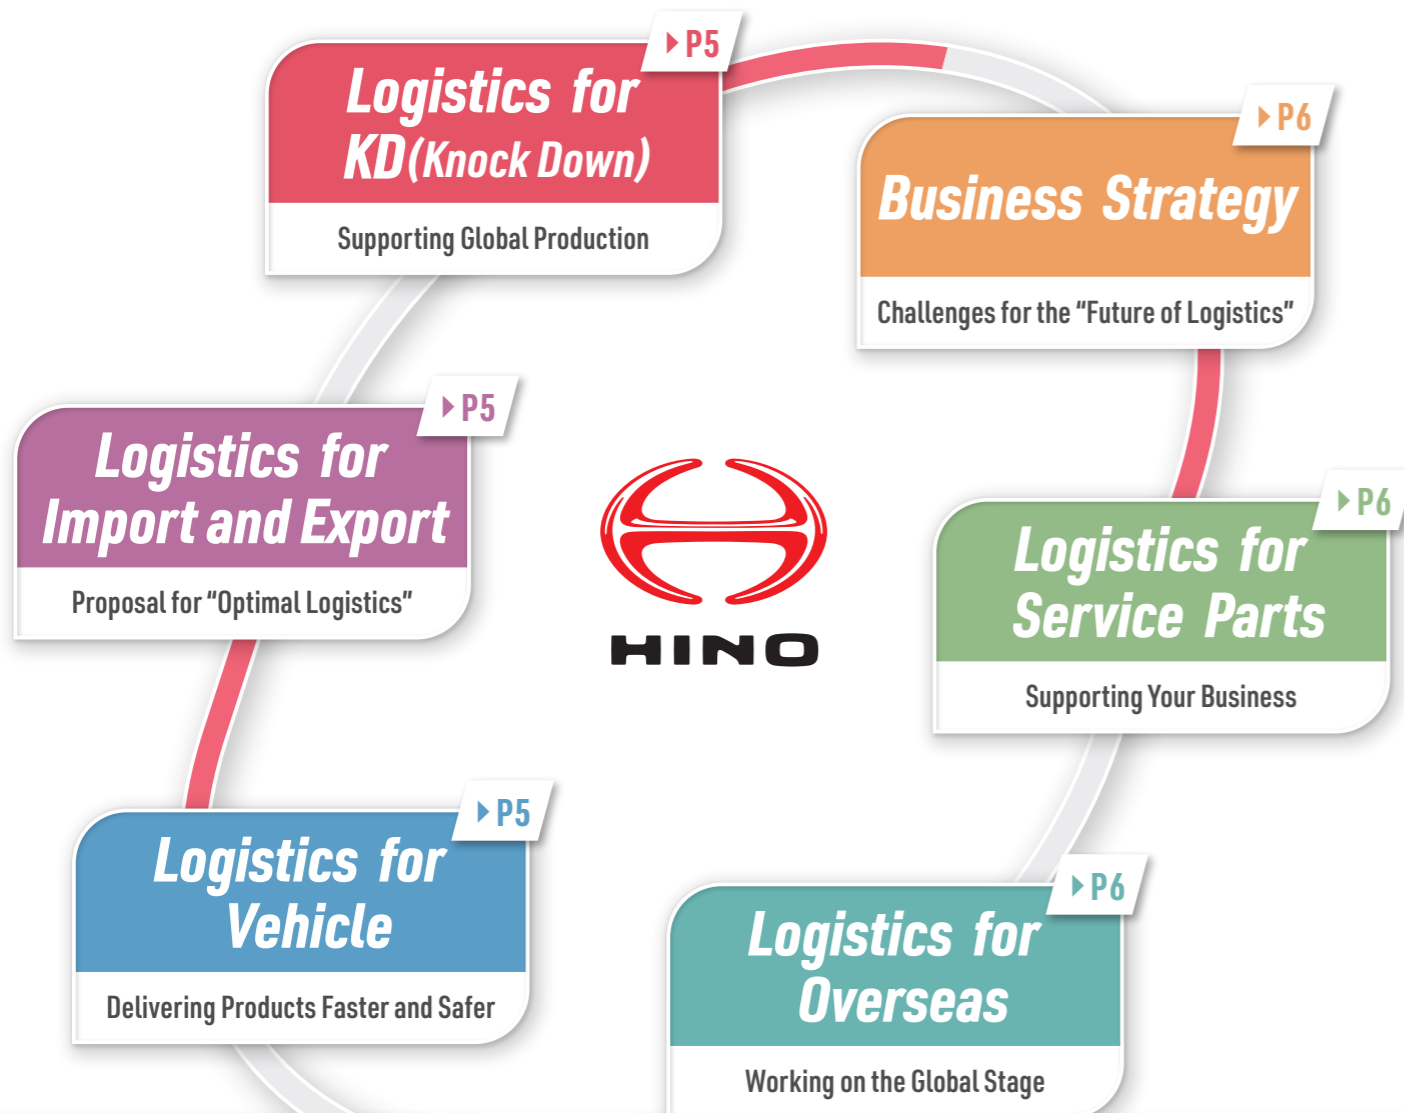 P5
Logistics for
KD(Knock Down)
Supporting Global Production
P6
Business Strategy
Challenges for the “Future of Logistics”
P5
Logistics for
Import and Export
Proposal for “Optimal Logistics”
HINO
P6
Logistics for
Service Parts
Supporting Your Business
P5
Logistics for
Vehicle
Delivering Products Faster and Safer
P6
Logistics for
Overseas
Working on the Global Stage